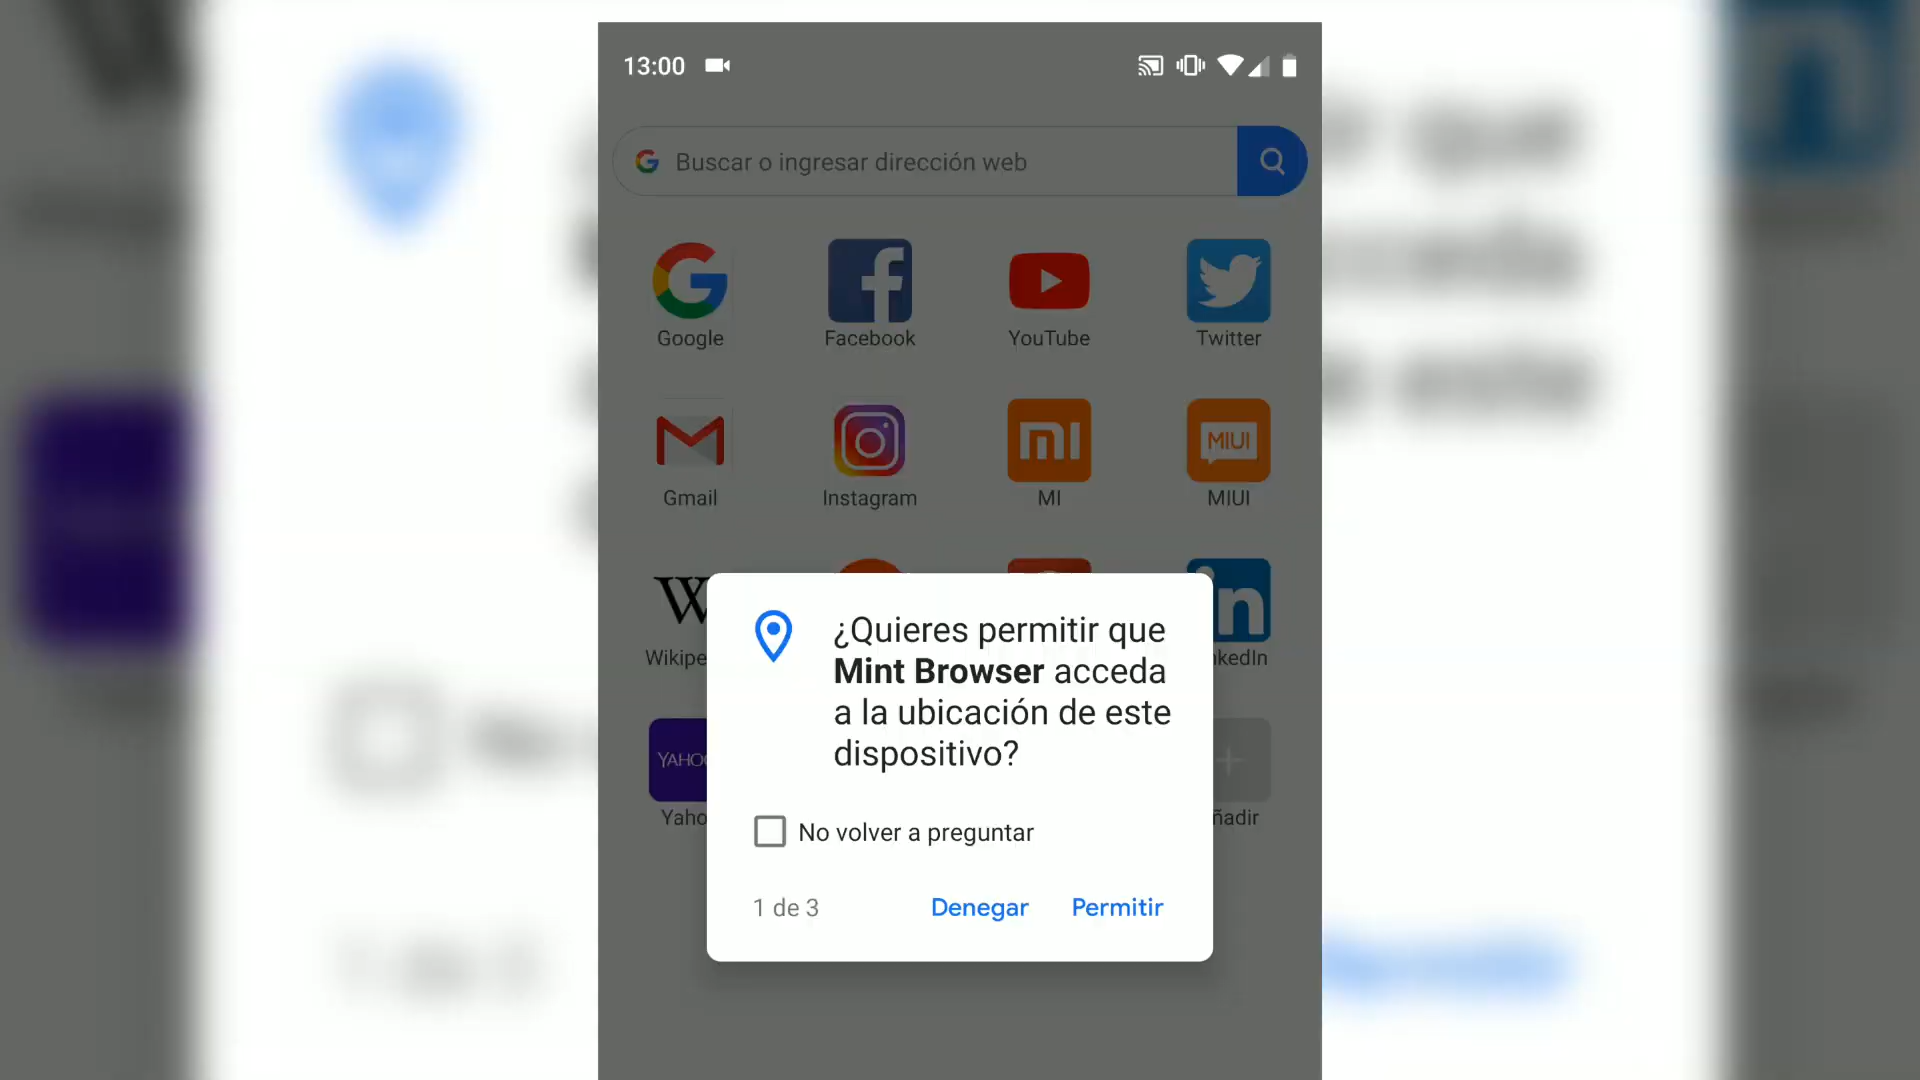 13:00
Buscar o ingresar dirección web
Google Facebook YouTube Twitter
Gmail Instagram MI MIUI
MIUI
¿Quieres permitir que
Mint Browser acceda
a la ubicación de este
dispositivo?
No volver a preguntar
1 de 3 Denegar Permitir